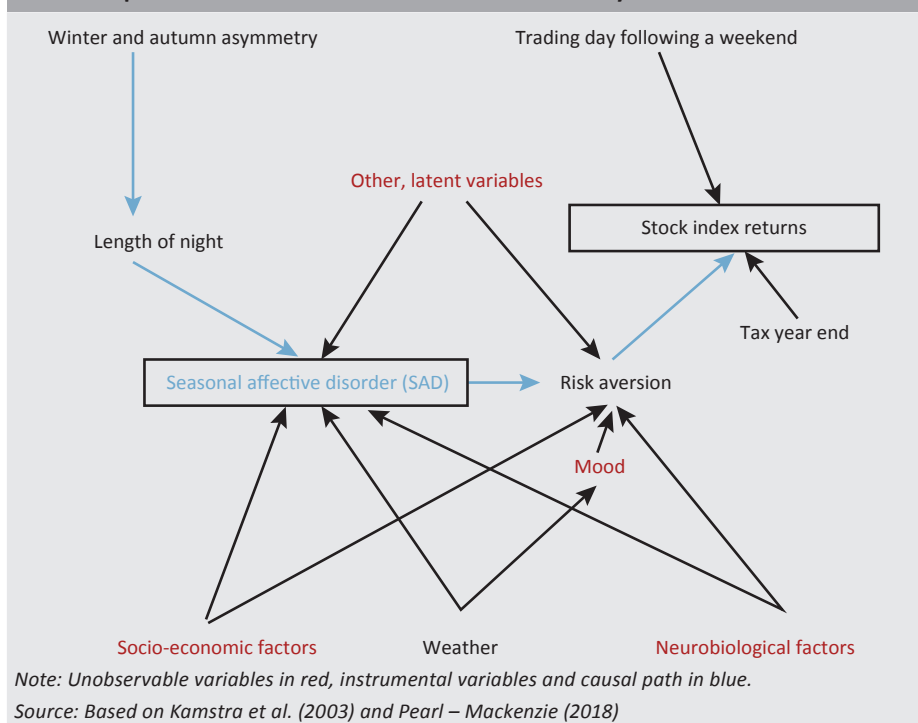 Winter and autumn asymmetry
Trading day following a weekend
Other, latent variables
Stock index returns
Length of night
Tax year end
Seasonal affective disorder (SAD)
Risk aversion
Mood
Socio-economic factors
Weather
Neurobiological factors
Note: Unobservable variables in red, instrumental variables and causal path in blue.
Source: Based on Kamstra et al. (2003) and Pearl – Mackenzie (2018)